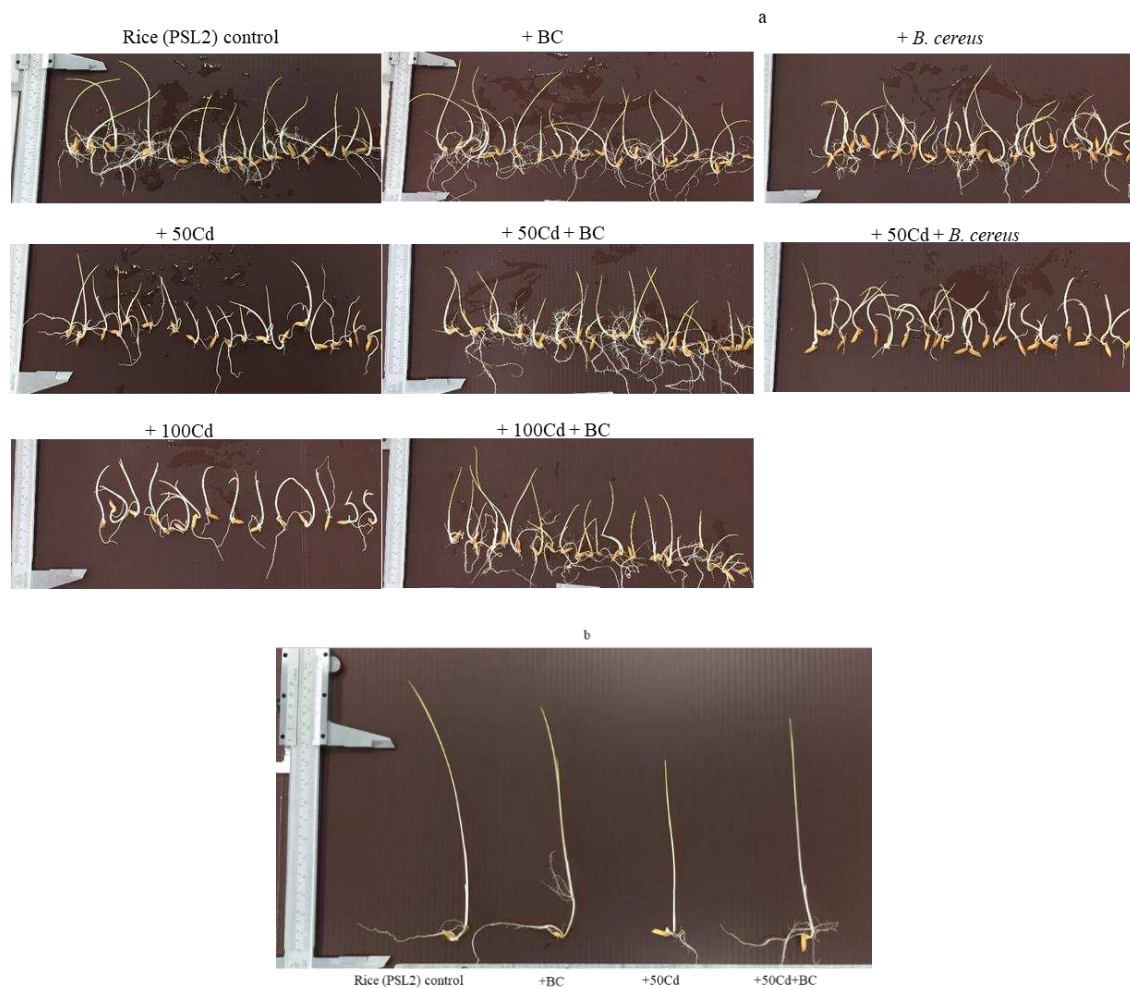 a
Rice (PSL2) control
+ BC
+ B. cereus
+ 50Cd
+ 50Cd + BC
+ 50Cd + B. cereus
+ 100Cd
+ 100Cd + BC
b
Rice (PSL2) control
+BC
+50Cd
+50Cd+BC